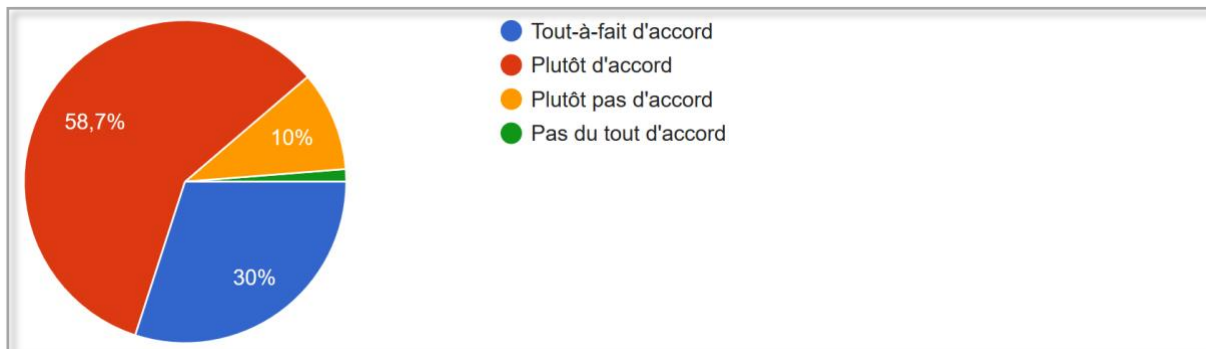 Tout-à-fait d'accord
Plutôt d'accord
Plutôt pas d'accord
Pas du tout d'accord
58,7%
10%
30%